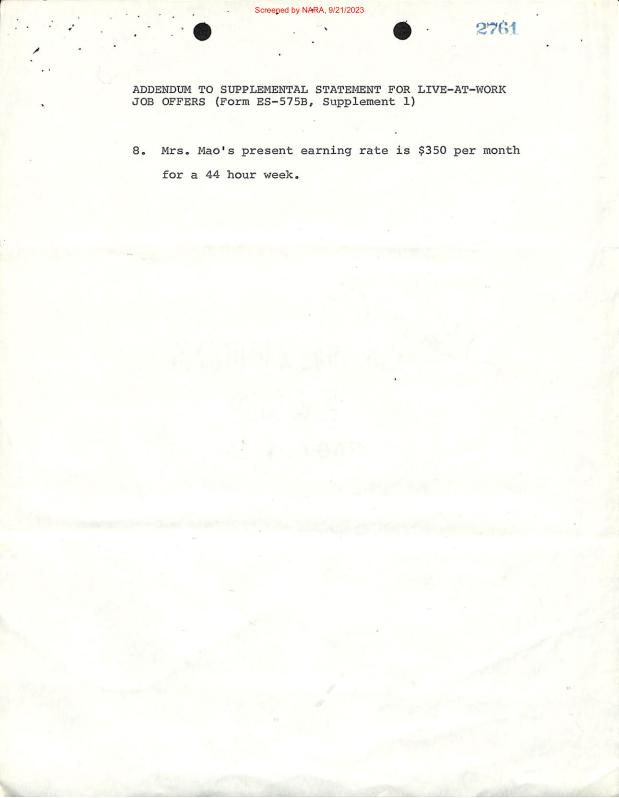 Screened by NARA, 9/21/2023
2761
ADDENDUM TO SUPPLEMENTAL STATEMENT FOR LIVE-AT-WORK
JOB OFFERS (Form ES-575B, Supplement 1)
8. Mrs. Mao's present earning rate is $350 per month
for a 44 hour week.